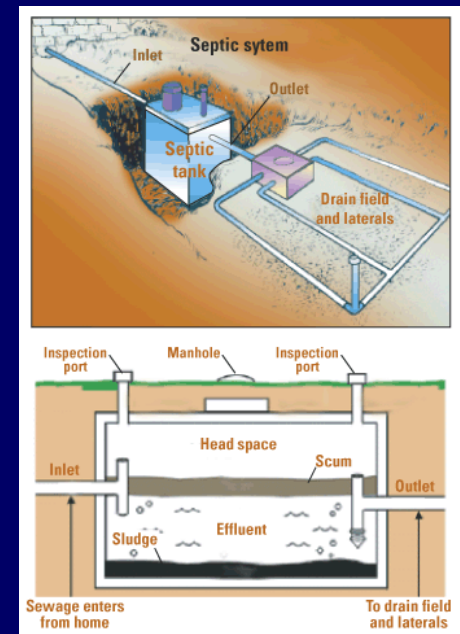 Septic sytem
Inlet
Outlet
Septic
tank
Drain field
and laterals
Inspection
port
Manhole
Inspection
port
Head space
Scum
Inlet
Outlet
Effluent
Sludge
Sewage enters
from home
To drain field
and laterals